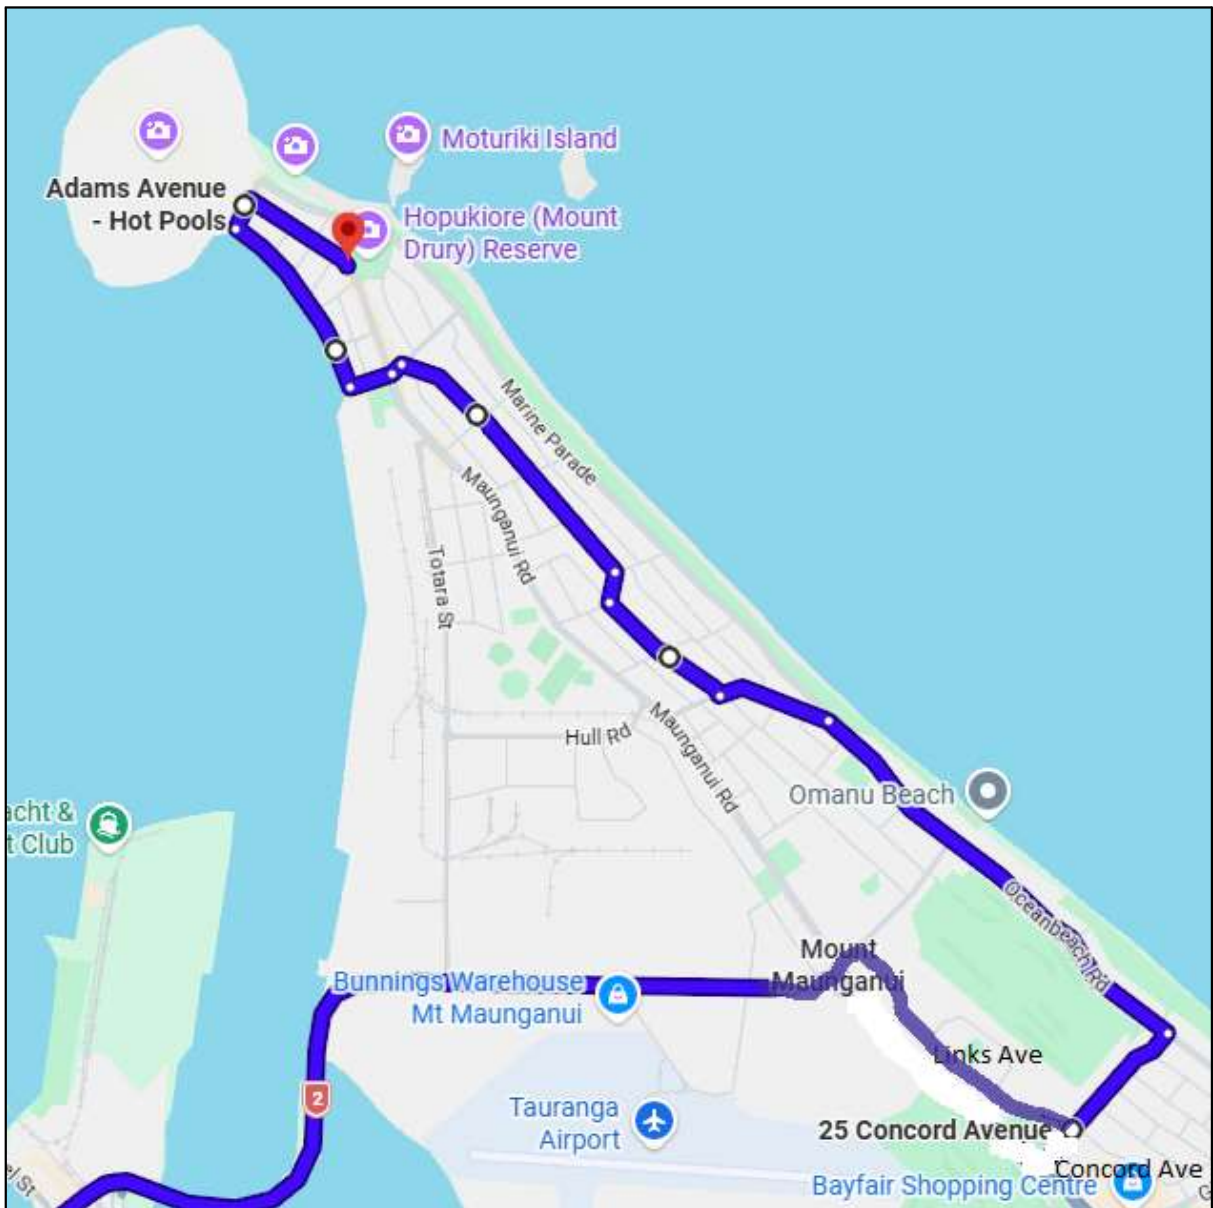 Moturiki Island
Adams Avenue
- Hot Pools
Hopukiore (Mount
Drury) Reserve
Marine Parade
Maunganui Rd
Totara St
Hull Rd
Maunganui Rd
Omanu Beach
acht &
t Club
Oceanbeach Rd
Mount
Maunganui
Bunnings Warehouse
Mt Maunganui
Links Ave
2
Tauranga
Airport
25 Concord Avenue
Concord Ave
Bayfair Shopping Centre
el St
G